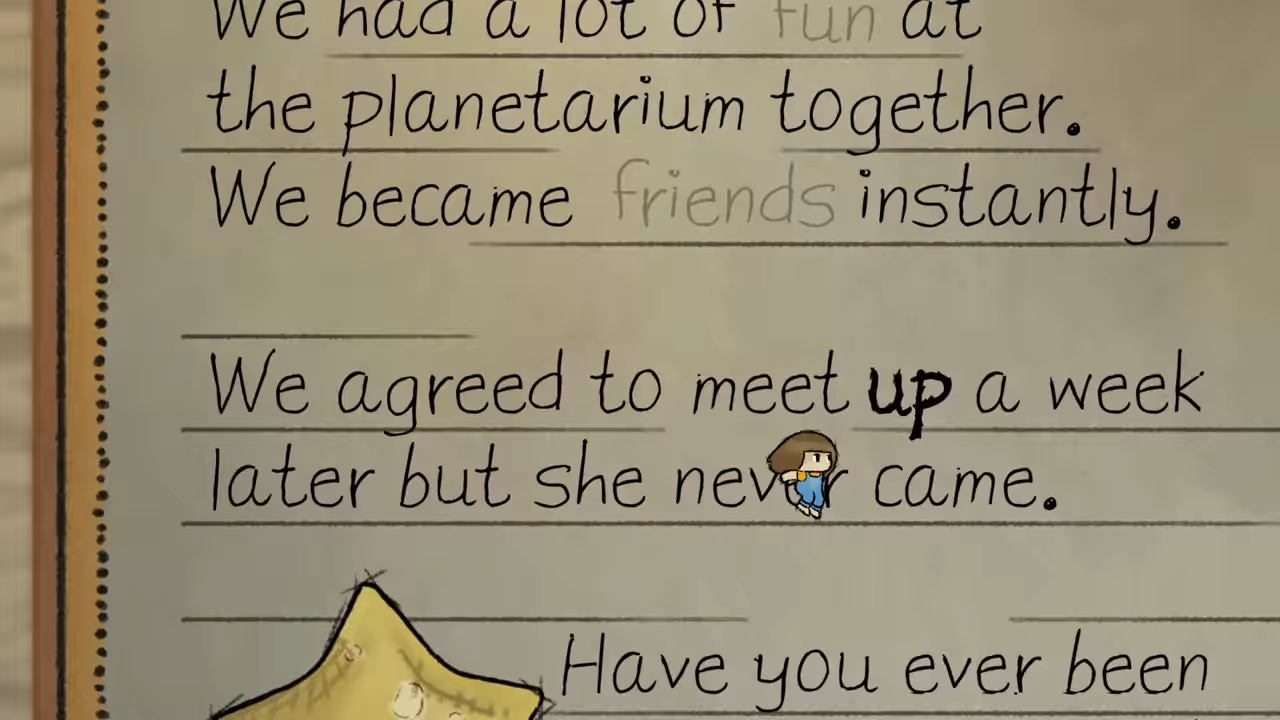 We had a lot of fun at
the planetarium together.
We became friends instantly.
We agreed to meet up a week
later but she never came.
Have you ever been